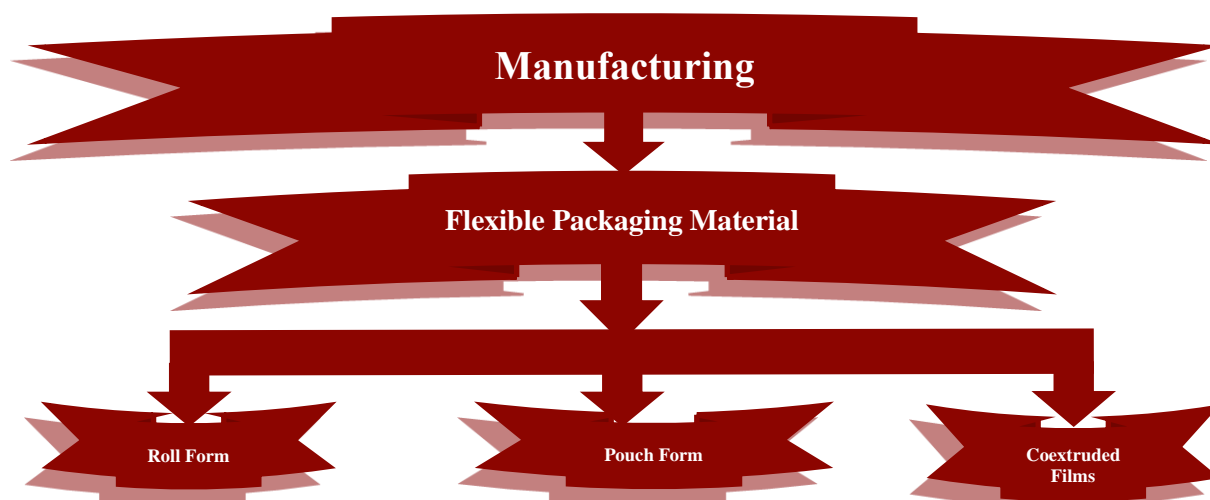 Manufacturing
Flexible Packaging Material
Roll Form
Pouch Form
Coextruded
Films